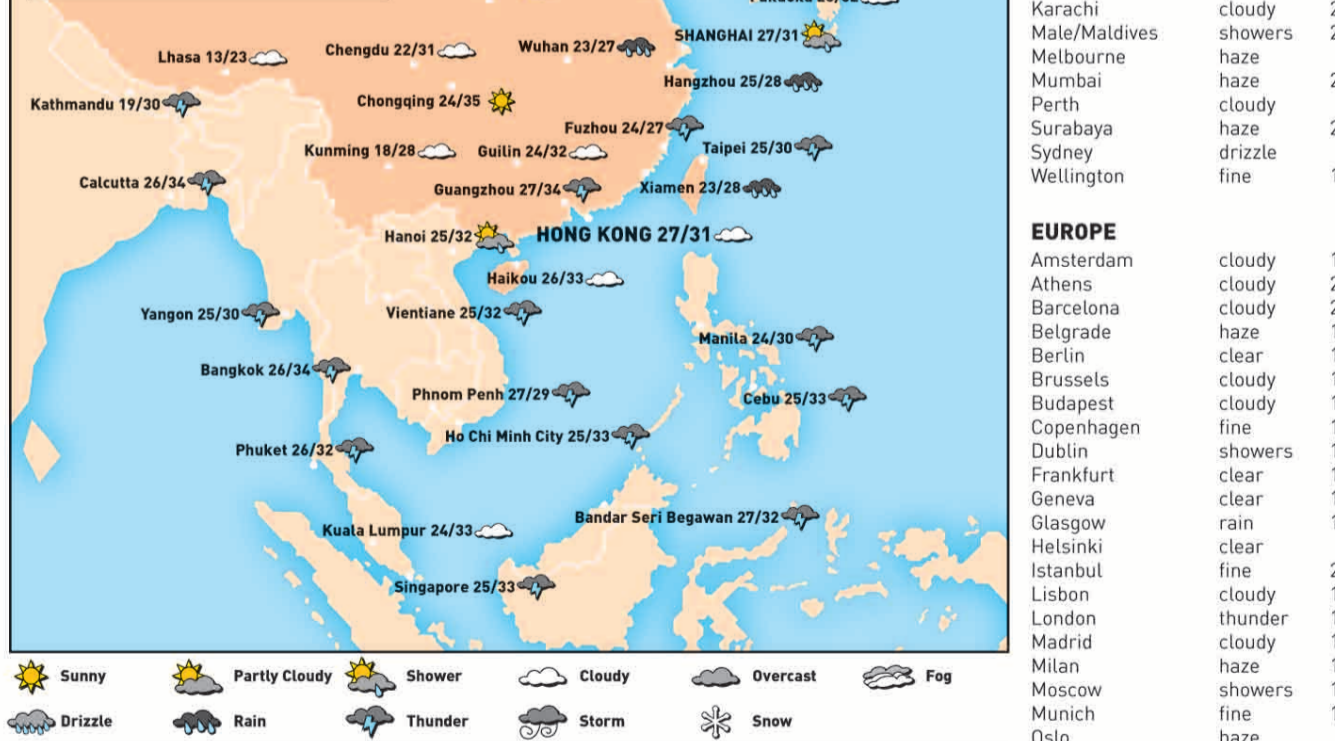 SHANGHAI 27/31
Wuhan 23/27
Chengdu 22/31
Lhasa 13/23
Hangzhou 25/28
Chongqing 24/35
Kathmandu 19/30
Fuzhou 24/27
Taipei 25/30
Kunming 18/28
Guilin 24/32
Calcutta 26/34
Guangzhou 27/34
Xiamen 23/28
Hanoi 25/32
HONG KONG 27/31
Haikou 26/33
Yangon 25/30
Vientiane 25/32
Manila 24/30
Bangkok 26/34
Phnom Penh 27/29
Cebu 25/33
Ho Chi Minh City 25/33
Phuket 26/32
Bandar Seri Begawan 27/32
Kuala Lumpur 24/33
Singapore 25/33
Sunny
Partly Cloudy
Shower
Cloudy
Overcast
Fog
Drizzle
Rain
Thunder
Storm
Snow
Karachi cloudy
Male/Maldives showers
Melbourne haze
Mumbai haze
Perth cloudy
Surabaya haze
Sydney drizzle
Wellington fine
EUROPE
Amsterdam cloudy
Athens cloudy
Barcelona cloudy
Belgrade haze
Berlin clear
Brussels cloudy
Budapest cloudy
Copenhagen fine
Dublin showers
Frankfurt clear
Geneva clear
Glasgow rain
Helsinki clear
Istanbul fine
Lisbon cloudy
London thunder
Madrid cloudy
Milan haze
Moscow showers
Munich fine
Oslo haze